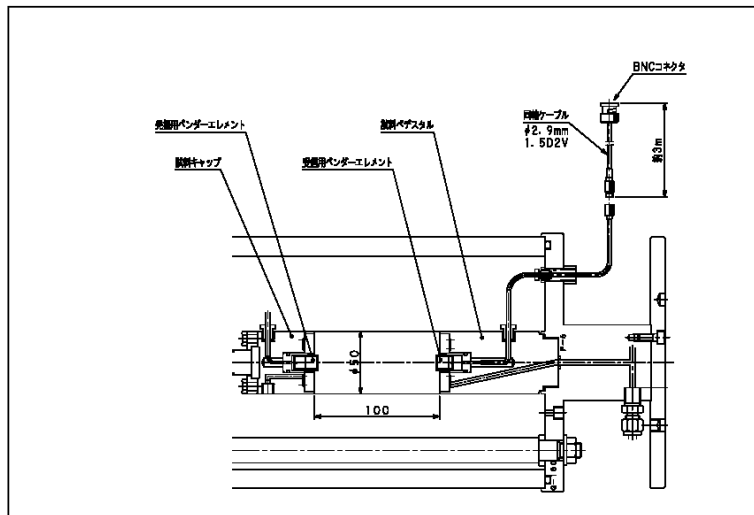 BNCコネクタ
同軸ケーブル
φ2.9mm
1.5D2V
約3m
受信用ベンダーエレメント
試料ペデスタル
試料キャップ
受信用ベンダーエレメント
φ50
100